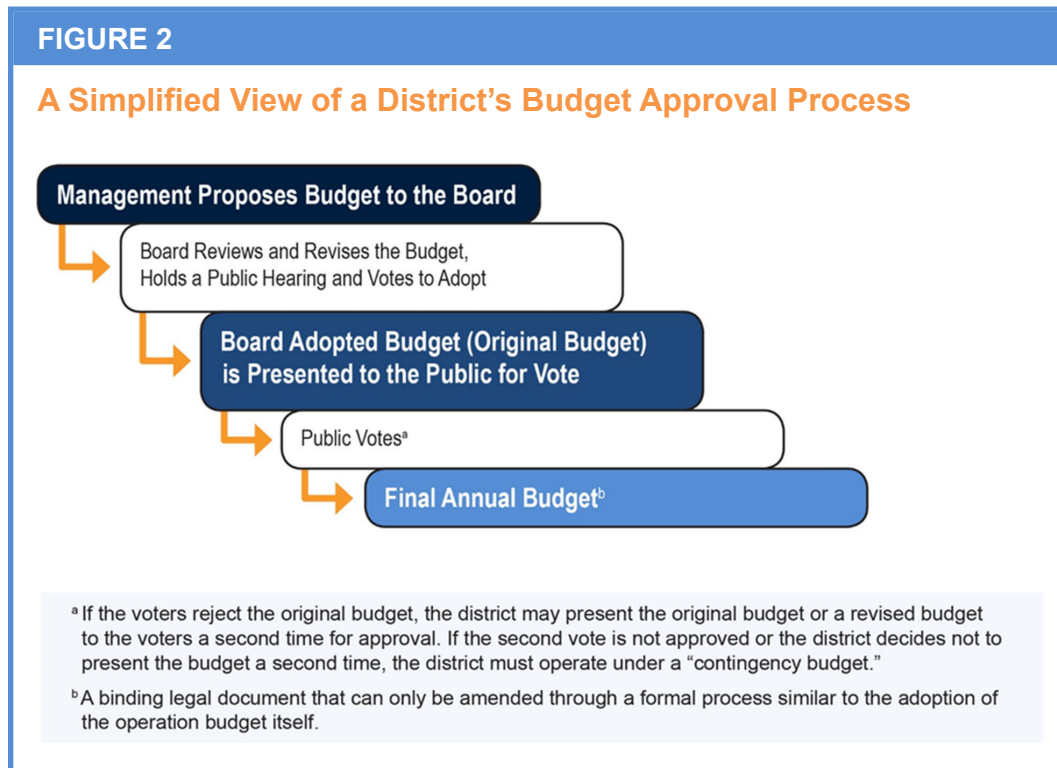 FIGURE 2
A Simplified View of a District’s Budget Approval Process
Management Proposes Budget to the Board
Board Reviews and Revises the Budget,
Holds a Public Hearing and Votes to Adopt
Board Adopted Budget (Original Budget)
is Presented to the Public for Vote
Public Votesᵃ
Final Annual Budgetᵇ
ᵃ If the voters reject the original budget, the district may present the original budget or a revised budget
to the voters a second time for approval. If the second vote is not approved or the district decides not to
present the budget a second time, the district must operate under a “contingency budget.”
ᵇ A binding legal document that can only be amended through a formal process similar to the adoption of
the operation budget itself.